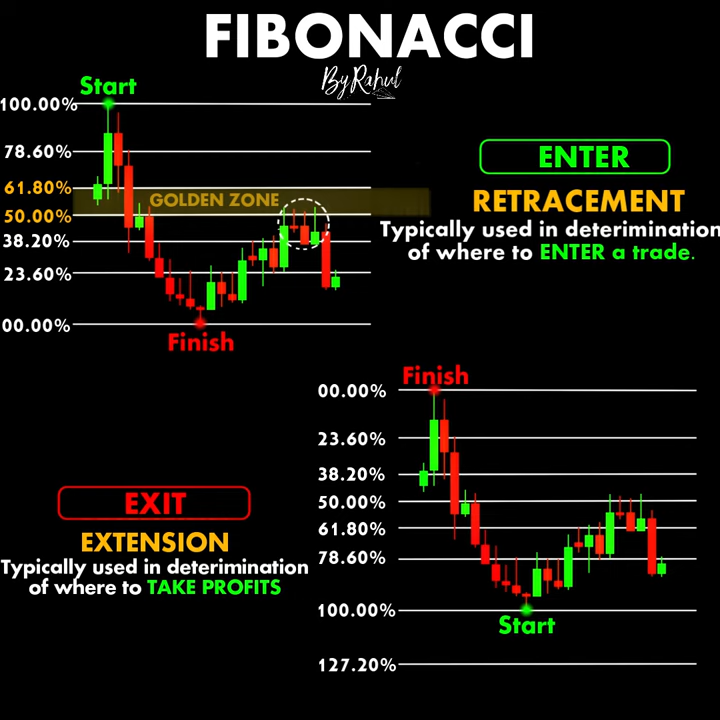 FIBONACCI
By Rahul
Start
100.00%
78.60%
61.80%
GOLDEN ZONE
50.00%
38.20%
23.60%
00.00%
Finish
ENTER
RETRACEMENT
Typically used in deterimination
of where to ENTER a trade.
Finish
00.00%
23.60%
38.20%
50.00%
61.80%
78.60%
100.00%
Start
127.20%
EXIT
EXTENSION
Typically used in deterimination
of where to TAKE PROFITS